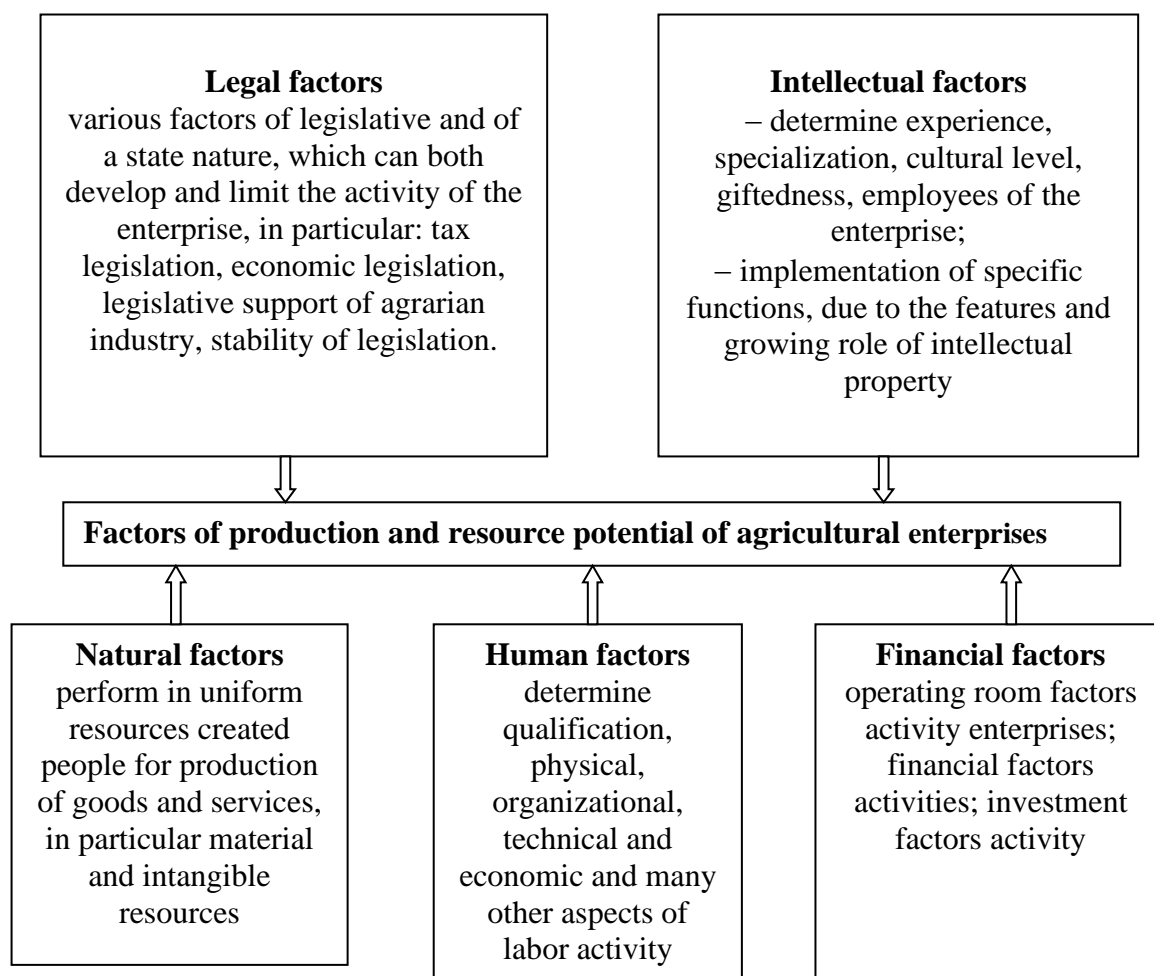 Legal factors
various factors of legislative and of
a state nature, which can both
develop and limit the activity of the
enterprise, in particular: tax
legislation, economic legislation,
legislative support of agrarian
industry, stability of legislation.
Intellectual factors
– determine experience,
specialization, cultural level,
giftedness, employees of the
enterprise;
– implementation of specific
functions, due to the features and
growing role of intellectual
property
Factors of production and resource potential of agricultural enterprises
Natural factors
perform in uniform
resources created
people for production
of goods and services,
in particular material
and intangible
resources
Human factors
determine
qualification,
physical,
organizational,
technical and
economic and many
other aspects of
labor activity
Financial factors
operating room factors
activity enterprises;
financial factors
activities; investment
factors activity